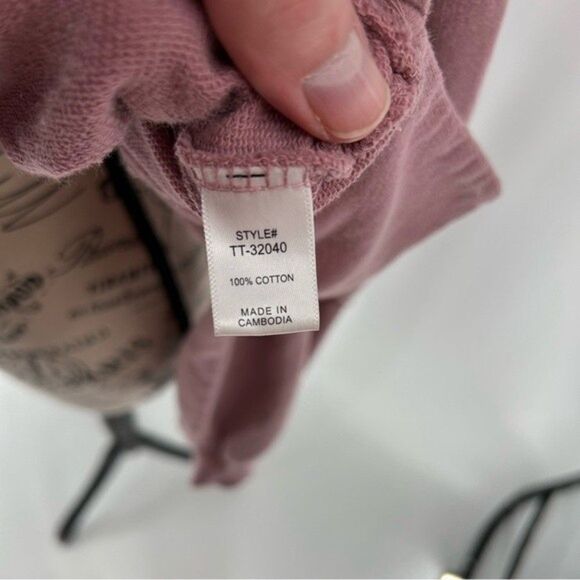 STYLE#
TT-32040
100% COTTON
MADE IN
CAMBODIA